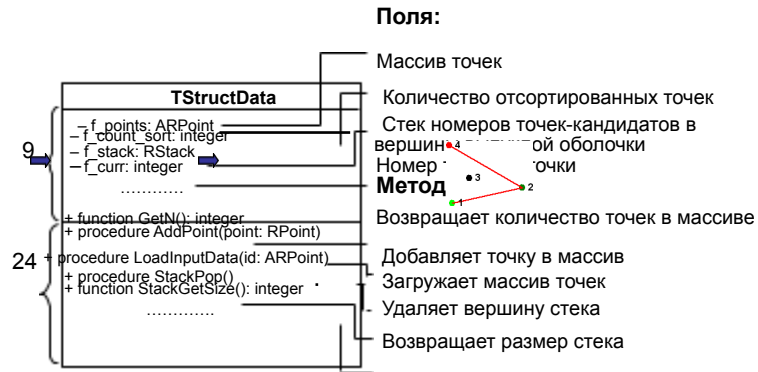 Поля:
Массив точек
TStructData
Количество отсортированных точек
– f_points: ARPoint
– f_count_sort: integer
Стек номеров точек-кандидатов в
оболочки
9
– f_stack: RStack
– f_curr: integer
Номер
4
3
2
1
…………
Метод
+ function GetN(): integer
Возвращает количество точек в массиве
+ procedure AddPoint(point: RPoint)
24
+ procedure LoadInputData(id: ARPoint)
Добавляет точку в массив
+ procedure StackPop()
Загружает массив точек
+ function StackGetSize(): integer
Удаляет вершину стека
………….
Возвращает размер стека